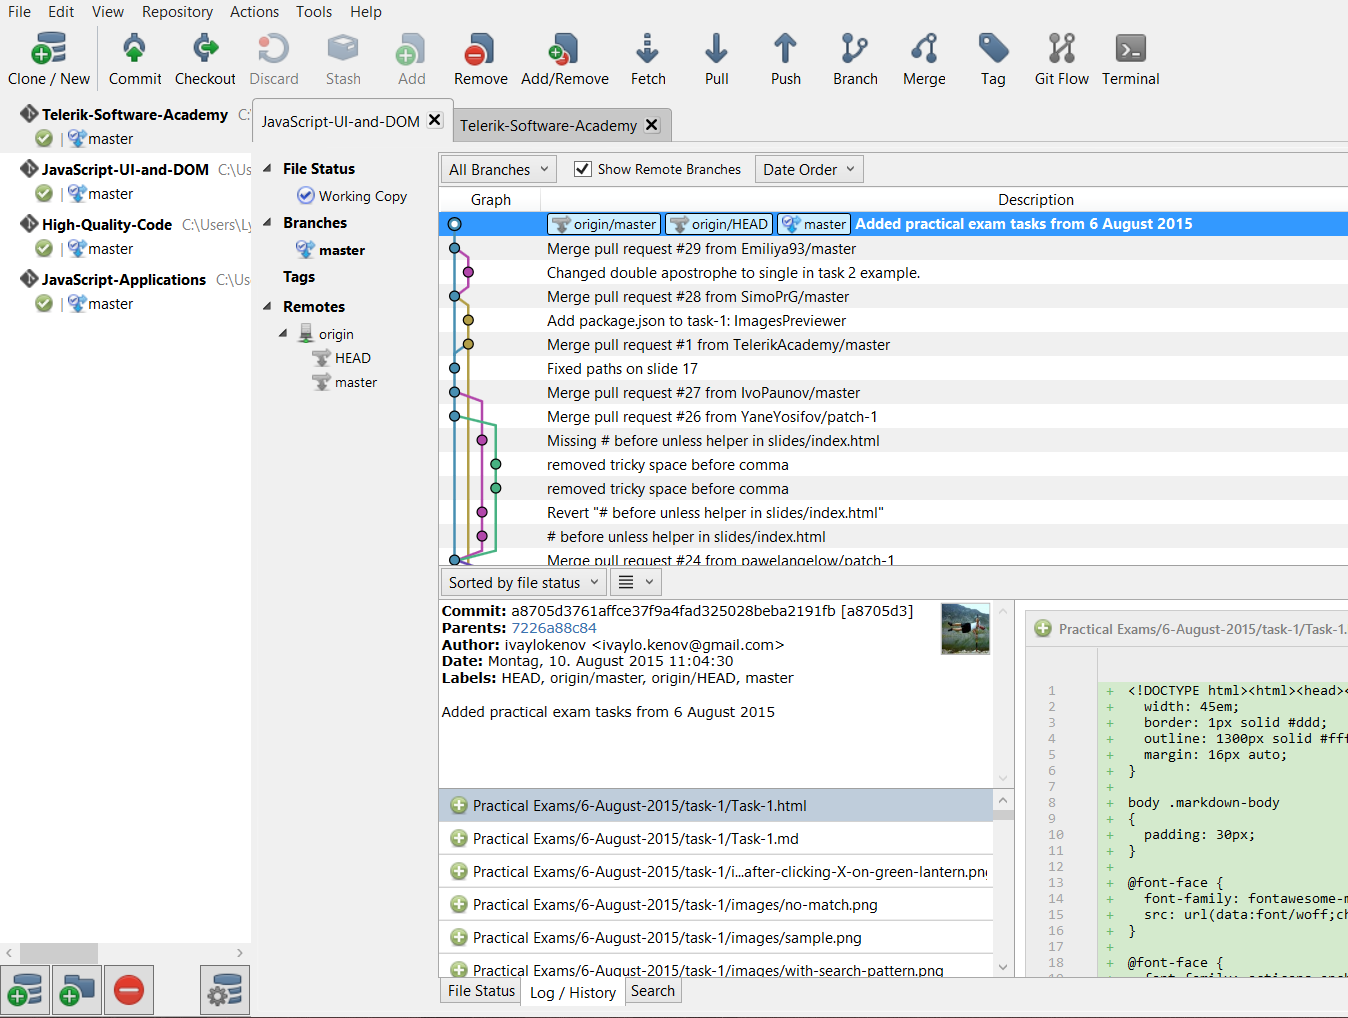 File Edit View Repository Actions Tools Help
Clone / New Commit Checkout Discard Stash Add Remove Add/Remove Fetch Pull Push Branch Merge Tag Git Flow Terminal
Telerik-Software-Academy C:
master
JavaScript-UI-and-DOM C:\Us
master
High-Quality-Code C:\Users\Ly
master
JavaScript-Applications C:\Us
master
JavaScript-UI-and-DOM
Telerik-Software-Academy
File Status
Working Copy
Branches
master
Tags
Remotes
origin
HEAD
master
All Branches Show Remote Branches Date Order
Graph Description
origin/master origin/HEAD master Added practical exam tasks from 6 August 2015
Merge pull request #29 from Emiliya93/master
Changed double apostrophe to single in task 2 example.
Merge pull request #28 from SimoPrG/master
Add package.json to task-1: ImagesPreviewer
Merge pull request #1 from TelerikAcademy/master
Fixed paths on slide 17
Merge pull request #27 from IvoPaunov/master
Merge pull request #26 from YaneYosifov/patch-1
Missing # before unless helper in slides/index.html
removed tricky space before comma
removed tricky space before comma
Revert "# before unless helper in slides/index.html"
# before unless helper in slides/index.html
Merge pull request #24 from pawelangelow/patch-1
Sorted by file status
Commit: a8705d3761affce37f9a4fad325028beba2191fb [a8705d3]
Parents: 7226a88c84
Author: ivaylokenov <ivaylo.kenov@gmail.com>
Date: Montag, 10. August 2015 11:04:30
Labels: HEAD, origin/master, origin/HEAD, master
Added practical exam tasks from 6 August 2015
Practical Exams/6-August-2015/task-1/Task-1.html
Practical Exams/6-August-2015/task-1/Task-1.md
Practical Exams/6-August-2015/task-1/i...after-clicking-X-on-green-lantern.png
Practical Exams/6-August-2015/task-1/images/no-match.png
Practical Exams/6-August-2015/task-1/images/sample.png
Practical Exams/6-August-2015/task-1/images/with-search-pattern.png
File Status Log / History Search
Practical Exams/6-August-2015/task-1/Task-1.
1 + <!DOCTYPE html><html><head><
2 + width: 45em;
3 + border: 1px solid #ddd;
4 + outline: 1300px solid #fff
5 + margin: 16px auto;
6 + }
7 +
8 + body .markdown-body
9 + {
10 + padding: 30px;
11 + }
12 +
13 + @font-face {
14 + font-family: fontawesome-m
15 + src: url(data:font/woff;ch
16 + }
17 +
18 + @font-face {